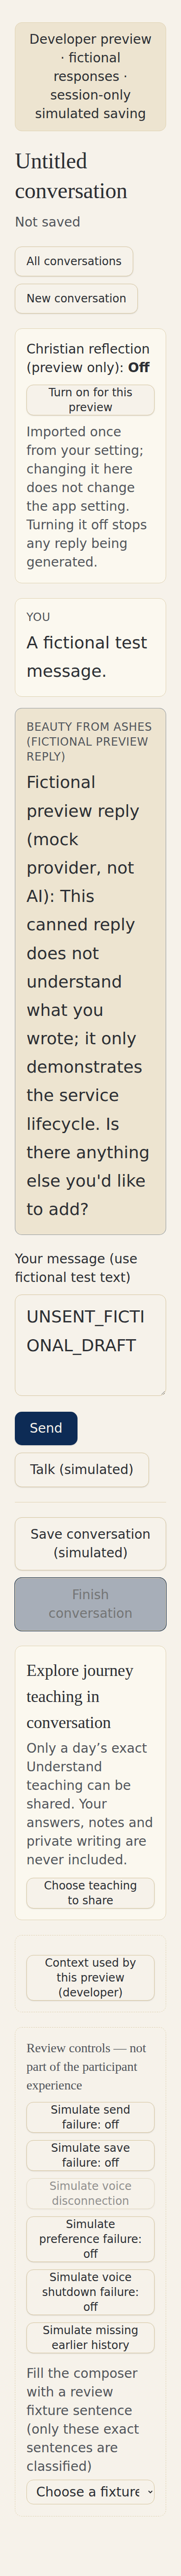 Developer preview
· fictional
responses ·
session-only
simulated saving
Untitled
conversation
Not saved
All conversations
New conversation
Christian reflection
(preview only): Off
Turn on for this
preview
Imported once
from your setting;
changing it here
does not change
the app setting.
Turning it off stops
any reply being
generated.
YOU
A fictional test
message.
BEAUTY FROM ASHES
(FICTIONAL PREVIEW
REPLY)
Fictional
preview reply
(mock
provider, not
AI): This
canned reply
does not
understand
what you
wrote; it only
demonstrates
the service
lifecycle. Is
there anything
else you'd like
to add?
Your message (use
fictional test text)
UNSENT_FICTI
ONAL_DRAFT
Send
Talk (simulated)
Save conversation
(simulated)
Finish
conversation
Explore journey
teaching in
conversation
Only a day’s exact
Understand
teaching can be
shared. Your
answers, notes and
private writing are
never included.
Choose teaching
to share
Context used by
this preview
(developer)
Review controls — not
part of the participant
experience
Simulate send
failure: off
Simulate save
failure: off
Simulate voice
disconnection
Simulate
preference failure:
off
Simulate voice
shutdown failure:
off
Simulate missing
earlier history
Fill the composer
with a review
fixture sentence
(only these exact
sentences are
classified)
Choose a fixture